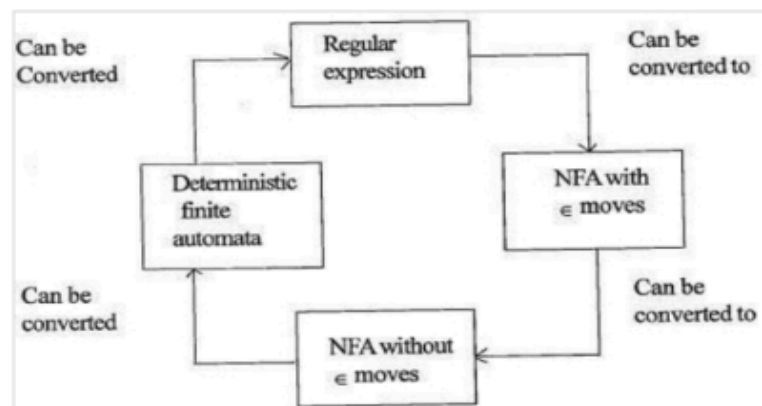 Can be
Converted
Regular
expression
Can be
converted to
Deterministic
finite
automata
NFA with
∈ moves
Can be
converted
NFA without
∈ moves
Can be
converted to